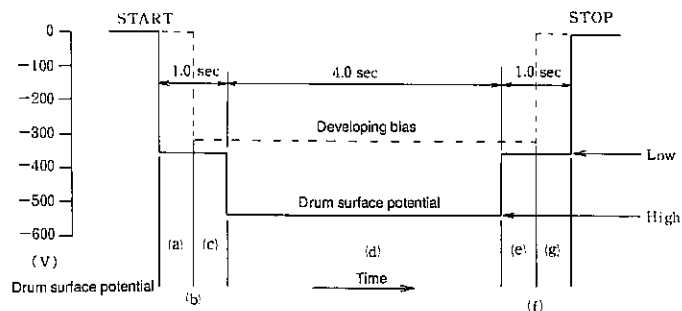 START
STOP
0
-100
-200
-300
-400
-500
-600
(V)
1.0 sec
4.0 sec
1.0 sec
Developing bias
Low
Drum surface potential
High
(a)
(c)
(d)
(e)
(g)
Drum surface potential
(b)
Time
(f)